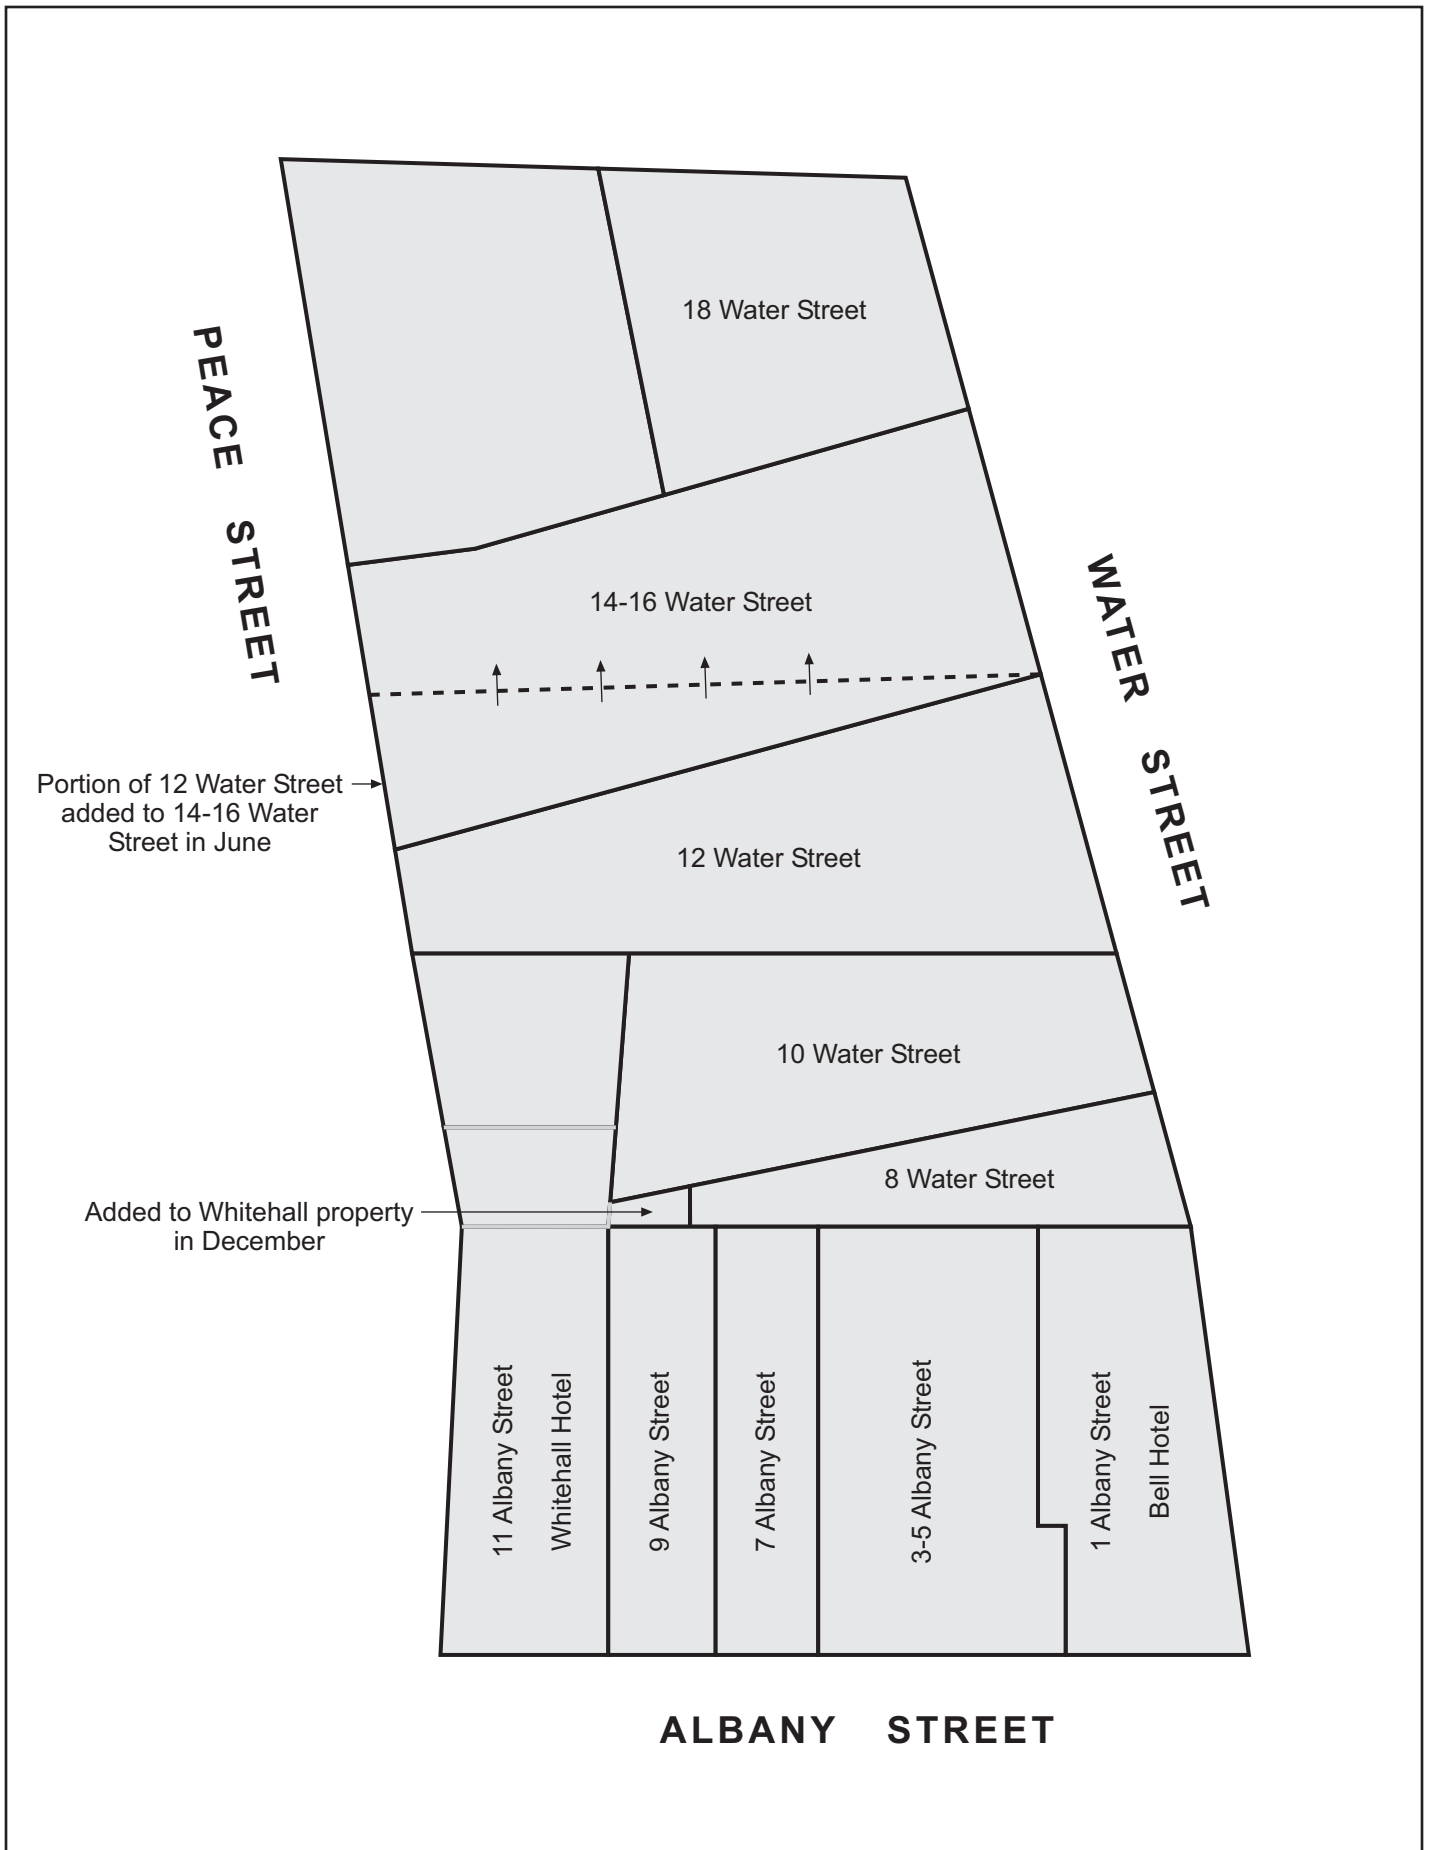 18 Water Street
PEACE STREET
14-16 Water Street
WATER STREET
Portion of 12 Water Street
added to 14-16 Water
Street in June
12 Water Street
10 Water Street
8 Water Street
Added to Whitehall property
in December
11 Albany Street
Whitehall Hotel
9 Albany Street
7 Albany Street
3-5 Albany Street
1 Albany Street
Bell Hotel
ALBANY STREET